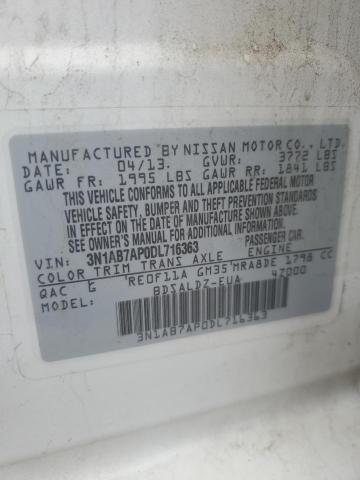 MANUFACTURED BY NISSAN MOTOR CO., LTD.
DATE: 04/13. GVWR: 3772 LBS
GAWR FR: 1995 LBS GAWR RR: 1841 LBS
THIS VEHICLE CONFORMS TO ALL APPLICABLE FEDERAL MOTOR
VEHICLE SAFETY, BUMPER AND THEFT PREVENTION STANDARDS
IN EFFECT ON THE DATE OF MANUFACTURE SHOWN ABOVE.
SEE OWNER'S MANUAL FOR ADDITIONAL INFORMATION.
VIN: 3N1AB7AP0DL716363 PASSENGER CAR.
COLOR TRIM TRANS AXLE ENGINE
QAC RE0F11A GM35 MRA8DE 1798 CC
MODEL: BDSALDZ-EUA 4Z000
3N1AB7AP0DL716363